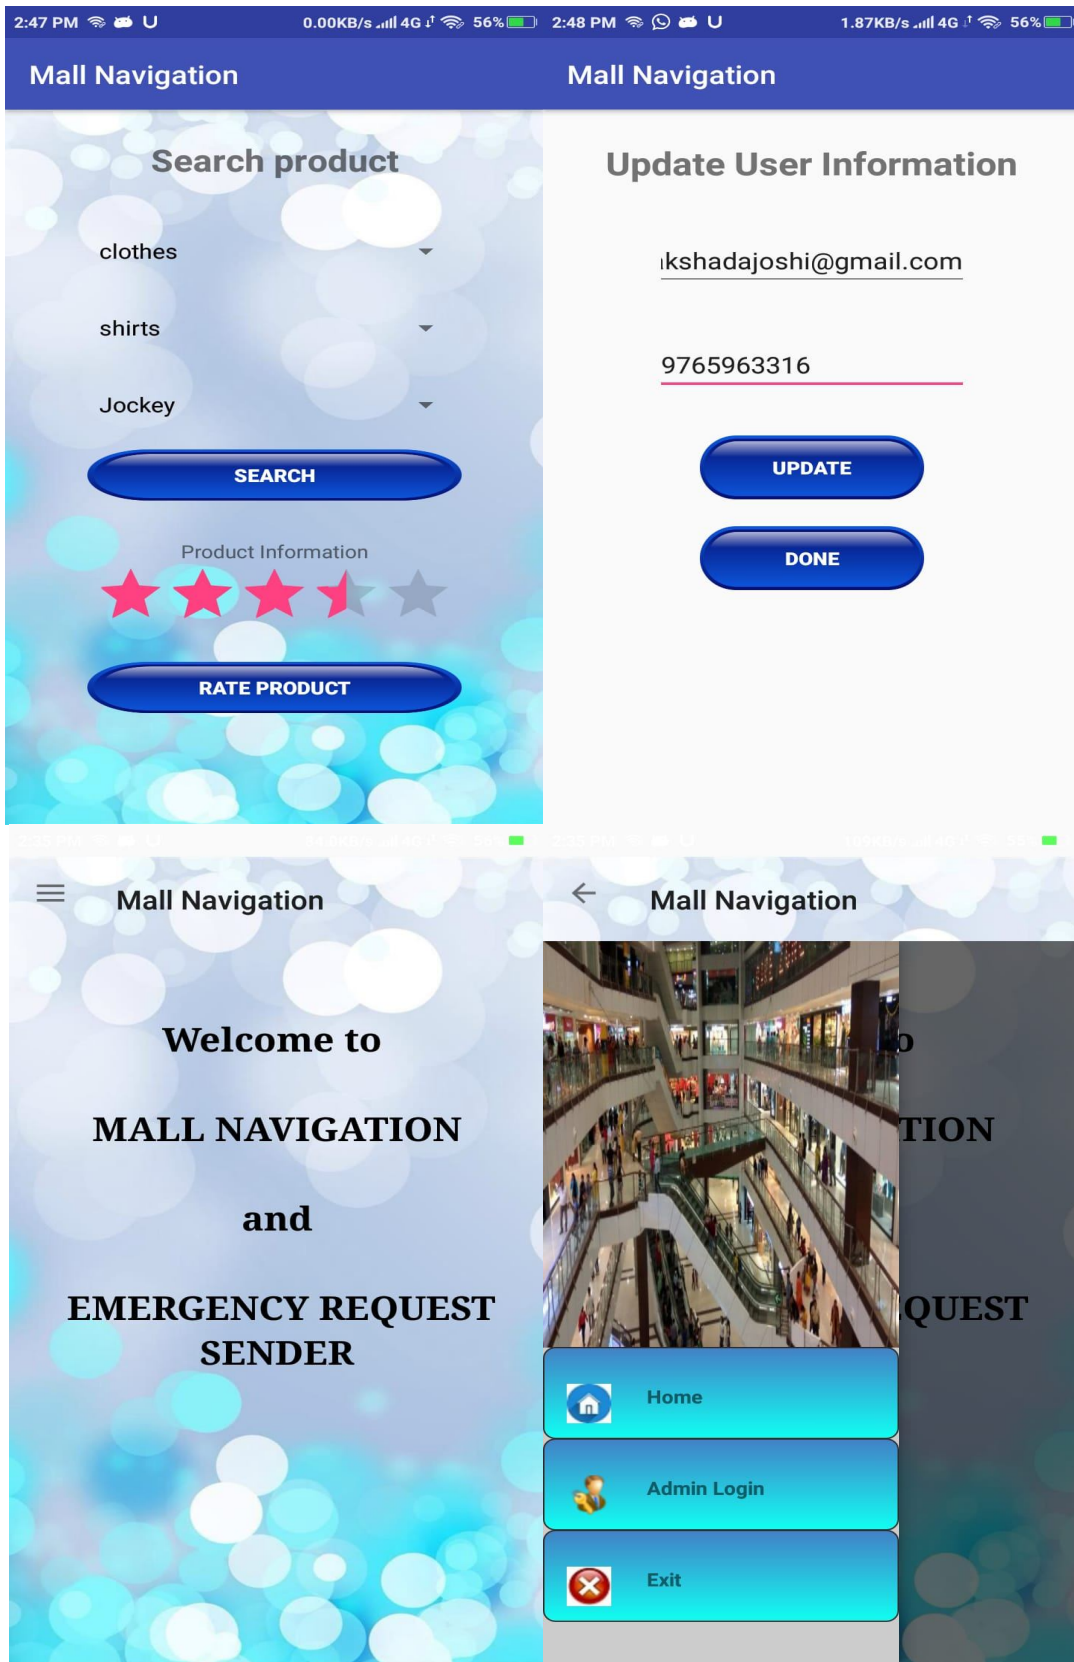 2:47 PM
0.00KB/s 4G 56%
Mall Navigation
Search product
clothes
shirts
Jockey
SEARCH
Product Information
RATE PRODUCT
2:48 PM
1.87KB/s 4G 56%
Mall Navigation
Update User Information
kshadajoshi@gmail.com
9765963316
UPDATE
DONE
Mall Navigation
Welcome to
MALL NAVIGATION
and
EMERGENCY REQUEST
SENDER
Mall Navigation
o
TION
QUEST
Home
Admin Login
Exit